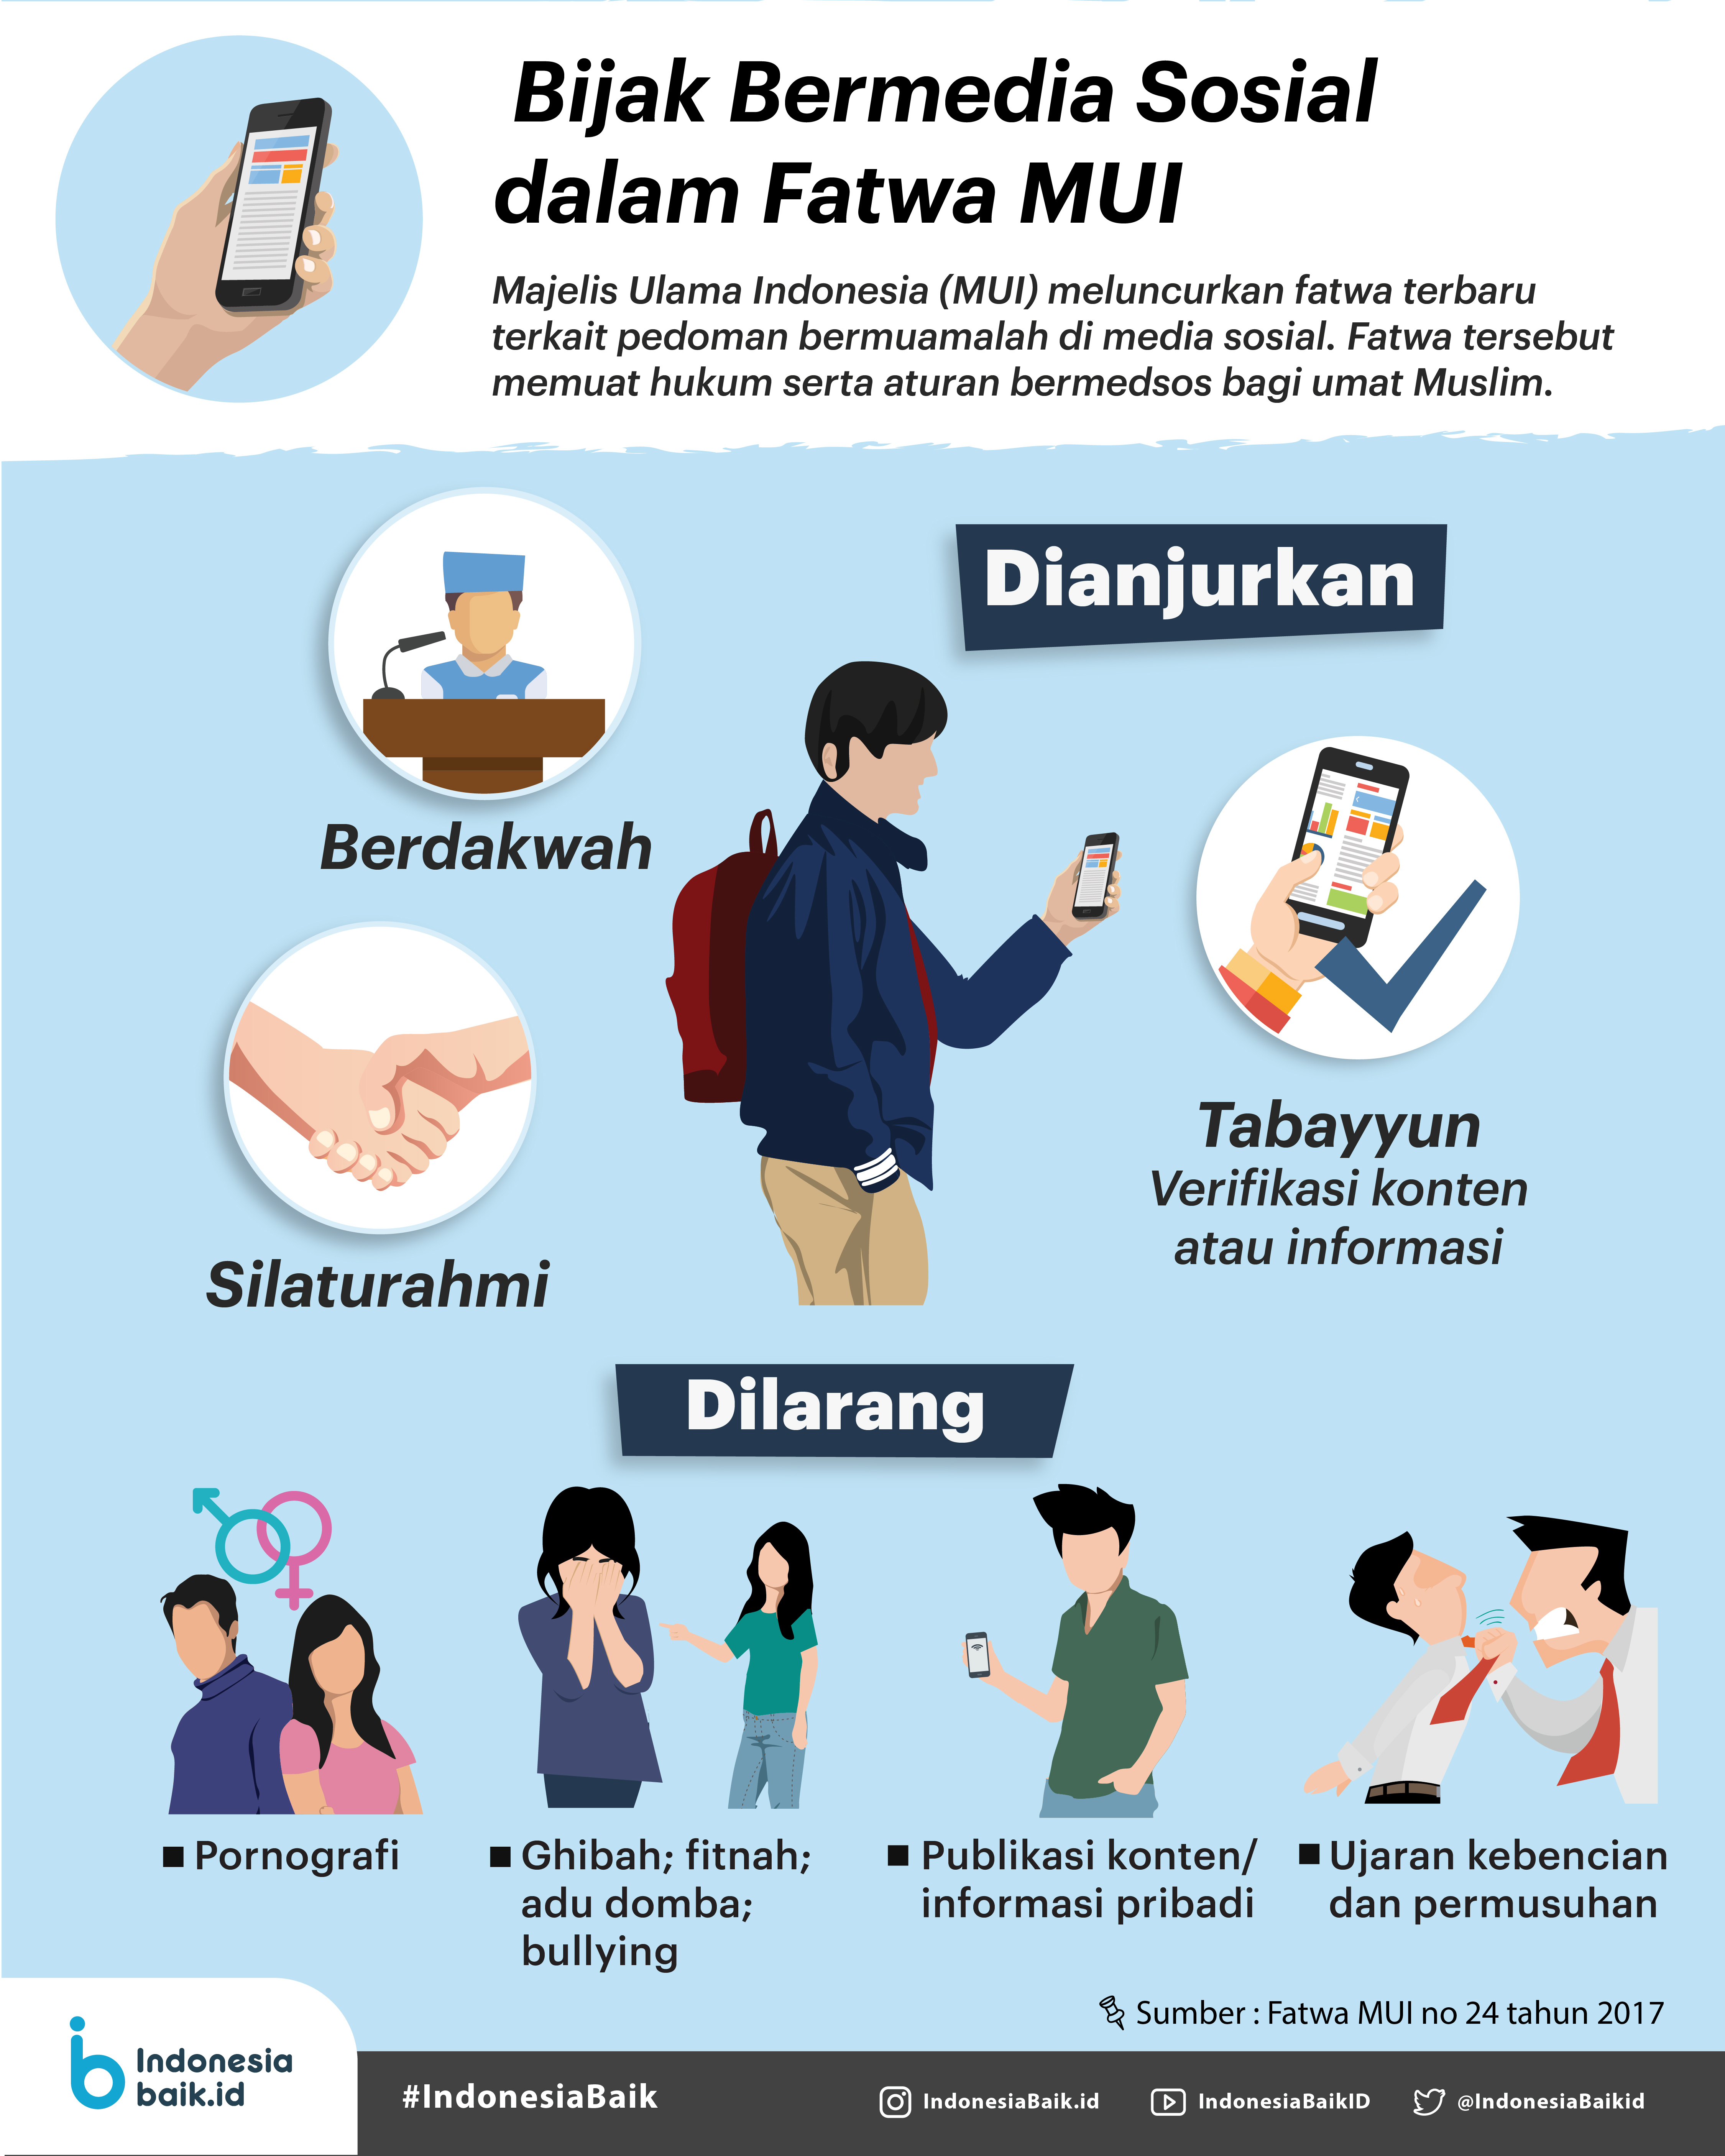 Bijak Bermedia Sosial
dalam Fatwa MUI
Majelis Ulama Indonesia (MUI) meluncurkan fatwa terbaru
terkait pedoman bermuamalah di media sosial. Fatwa tersebut
memuat hukum serta aturan bermedsos bagi umat Muslim.
Dianjurkan
Berdakwah
Silaturahmi
Tabayyun
Verifikasi konten
atau informasi
Dilarang
Pornografi
Ghibah; fitnah;
adu domba;
bullying
Publikasi konten/
informasi pribadi
Ujaran kebencian
dan permusuhan
Sumber : Fatwa MUI no 24 tahun 2017
Indonesia
baik.id
#IndonesiaBaik
IndonesiaBaik.id
IndonesiaBaikID
@IndonesiaBaikid